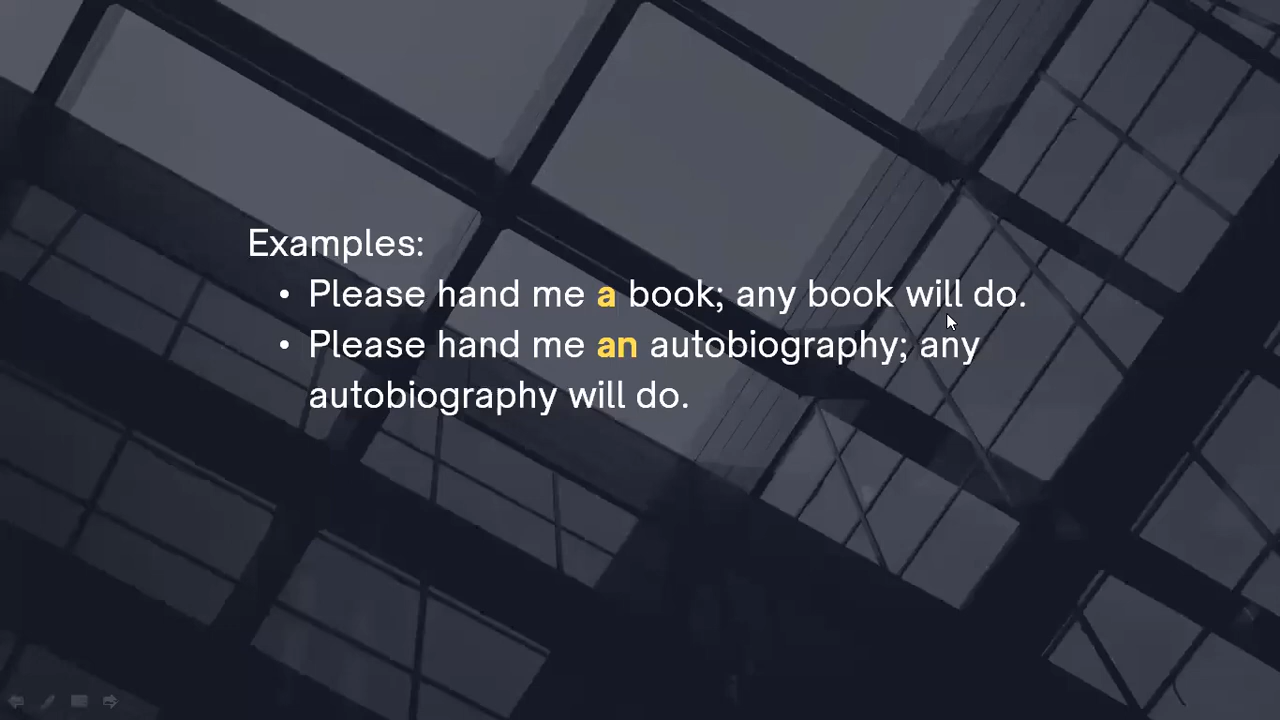 Examples:
• Please hand me a book; any book will do.
• Please hand me an autobiography; any
autobiography will do.